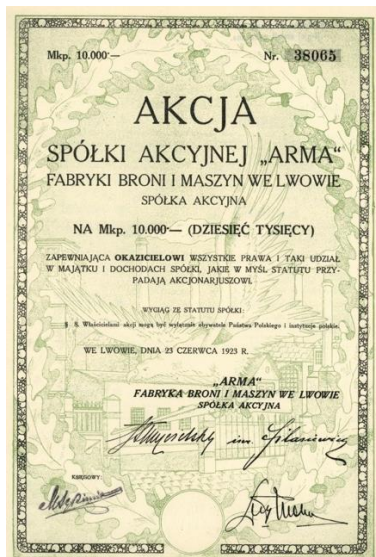 Mkp. 10.000·— Nr. 38065
AKCJA
SPÓŁKI AKCYJNEJ „ARMA“
FABRYKI BRONI I MASZYN WE LWOWIE
SPÓŁKA AKCYJNA
NA Mkp. 10.000·— (DZIESIĘĆ TYSIĘCY)
ZAPEWNIAJĄCA OKAZICIELOWI WSZYSTKIE PRAWA I TAKI UDZIAŁ
W MAJĄTKU I DOCHODACH SPÓŁKI, JAKIE W MYŚL STATUTU PRZY-
PADAJĄ AKCJONARJUSZOWI.
WYCIĄG ZE STATUTU SPÓŁKI:
§ 8. Właścicielami akcji mogą być wyłącznie obywatele Państwa Polskiego i instytucje polskie.
WE LWOWIE, DNIA 23 CZERWCA 1923 R.
„ARMA“
FABRYKA BRONI I MASZYN WE LWOWIE
SPÓŁKA AKCYJNA